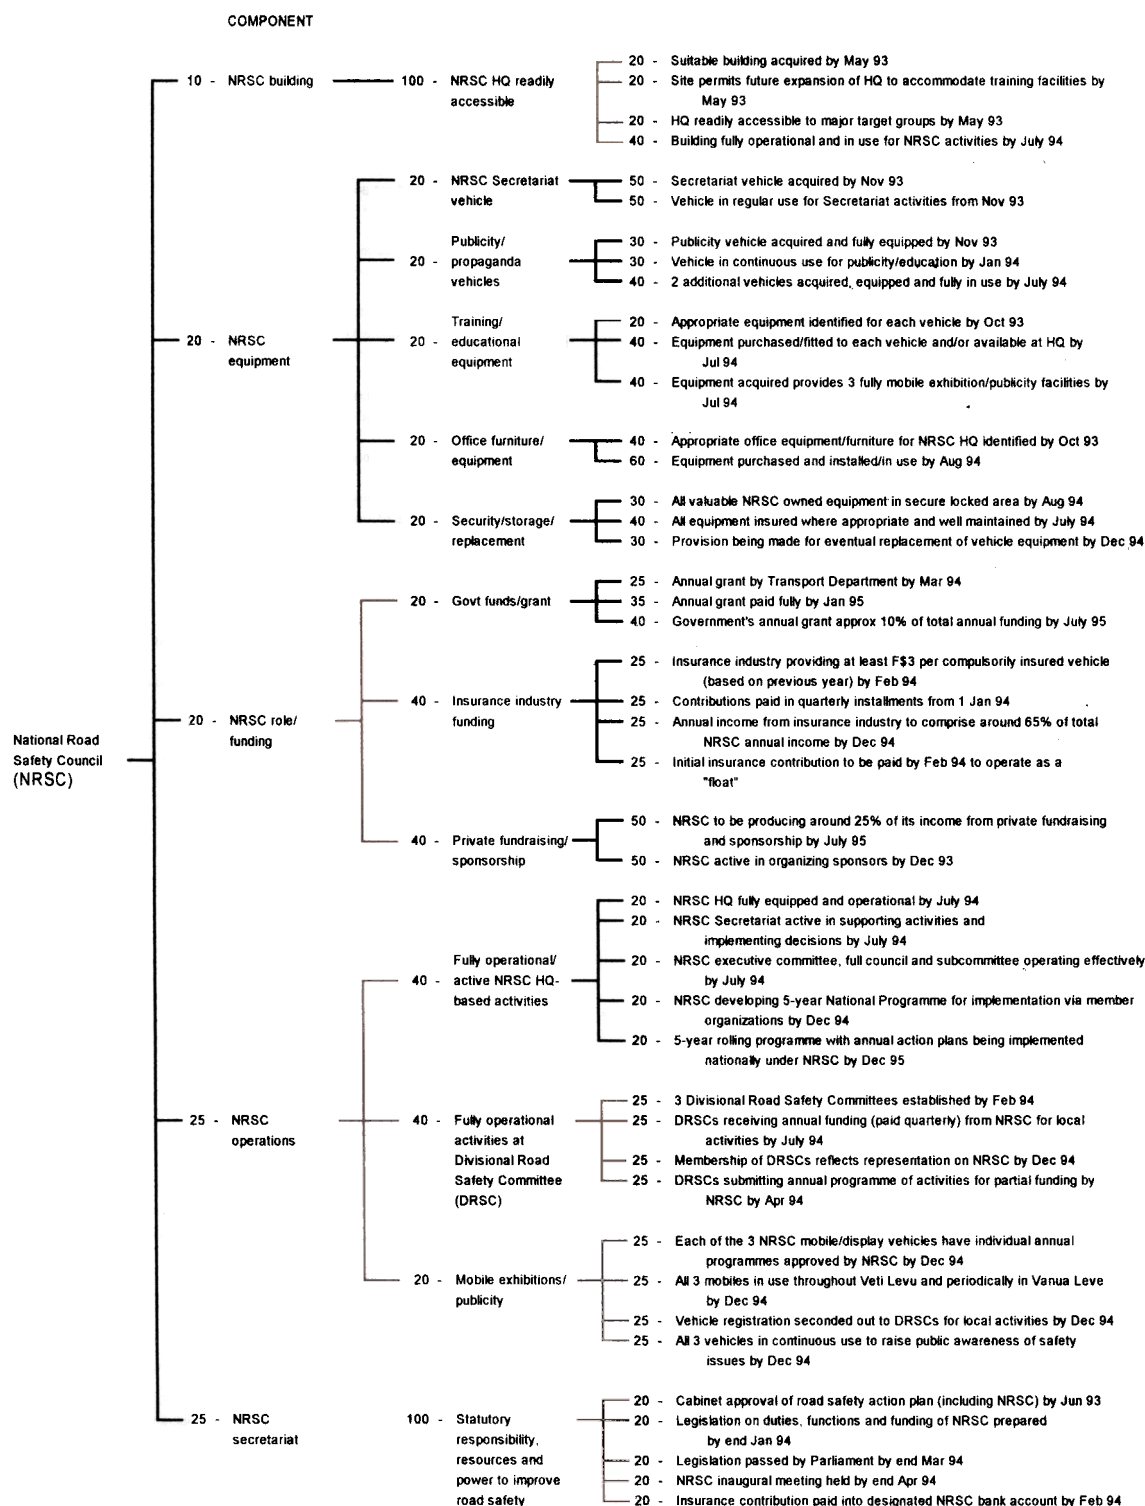 COMPONENT
10 - NRSC building
100 - NRSC HQ readily
accessible
20 - Suitable building acquired by May 93
20 - Site permits future expansion of HQ to accommodate training facilities by
May 93
20 - HQ readily accessible to major target groups by May 93
40 - Building fully operational and in use for NRSC activities by July 94
20 - NRSC
equipment
20 - NRSC Secretariat
vehicle
50 - Secretariat vehicle acquired by Nov 93
50 - Vehicle in regular use for Secretariat activities from Nov 93
Publicity/
20 - propaganda
vehicles
30 - Publicity vehicle acquired and fully equipped by Nov 93
30 - Vehicle in continuous use for publicity/education by Jan 94
40 - 2 additional vehicles acquired, equipped and fully in use by July 94
Training/
20 - educational
equipment
20 - Appropriate equipment identified for each vehicle by Oct 93
40 - Equipment purchased/fitted to each vehicle and/or available at HQ by
Jul 94
40 - Equipment acquired provides 3 fully mobile exhibition/publicity facilities by
Jul 94
20 - Office furniture/
equipment
40 - Appropriate office equipment/furniture for NRSC HQ identified by Oct 93
60 - Equipment purchased and installed/in use by Aug 94
20 - Security/storage/
replacement
30 - All valuable NRSC owned equipment in secure locked area by Aug 94
40 - All equipment insured where appropriate and well maintained by July 94
30 - Provision being made for eventual replacement of vehicle equipment by Dec 94
National Road
Safety Council
(NRSC)
20 - NRSC role/
funding
20 - Govt funds/grant
25 - Annual grant by Transport Department by Mar 94
35 - Annual grant paid fully by Jan 95
40 - Government's annual grant approx 10% of total annual funding by July 95
40 - Insurance industry
funding
25 - Insurance industry providing at least F$3 per compulsorily insured vehicle
(based on previous year) by Feb 94
25 - Contributions paid in quarterly installments from 1 Jan 94
25 - Annual income from insurance industry to comprise around 65% of total
NRSC annual income by Dec 94
25 - Initial insurance contribution to be paid by Feb 94 to operate as a
"float"
40 - Private fundraising/
sponsorship
50 - NRSC to be producing around 25% of its income from private fundraising
and sponsorship by July 95
50 - NRSC active in organizing sponsors by Dec 93
25 - NRSC
operations
Fully operational/
40 - active NRSC HQ-
based activities
20 - NRSC HQ fully equipped and operational by July 94
20 - NRSC Secretariat active in supporting activities and
implementing decisions by July 94
20 - NRSC executive committee, full council and subcommittee operating effectively
by July 94
20 - NRSC developing 5-year National Programme for implementation via member
organizations by Dec 94
20 - 5-year rolling programme with annual action plans being implemented
nationally under NRSC by Dec 95
40 - Fully operational
activities at
Divisional Road
Safety Committee
(DRSC)
25 - 3 Divisional Road Safety Committees established by Feb 94
25 - DRSCs receiving annual funding (paid quarterly) from NRSC for local
activities by July 94
25 - Membership of DRSCs reflects representation on NRSC by Dec 94
25 - DRSCs submitting annual programme of activities for partial funding by
NRSC by Apr 94
20 - Mobile exhibitions/
publicity
25 - Each of the 3 NRSC mobile/display vehicles have individual annual
programmes approved by NRSC by Dec 94
25 - All 3 mobiles in use throughout Veti Levu and periodically in Vanua Leve
by Dec 94
25 - Vehicle registration seconded out to DRSCs for local activities by Dec 94
25 - All 3 vehicles in continuous use to raise public awareness of safety
issues by Dec 94
25 - NRSC
secretariat
100 - Statutory
responsibility,
resources and
power to improve
road safety
20 - Cabinet approval of road safety action plan (including NRSC) by Jun 93
20 - Legislation on duties, functions and funding of NRSC prepared
by end Jan 94
20 - Legislation passed by Parliament by end Mar 94
20 - NRSC inaugural meeting held by end Apr 94
20 - Insurance contribution paid into designated NRSC bank account by Feb 94